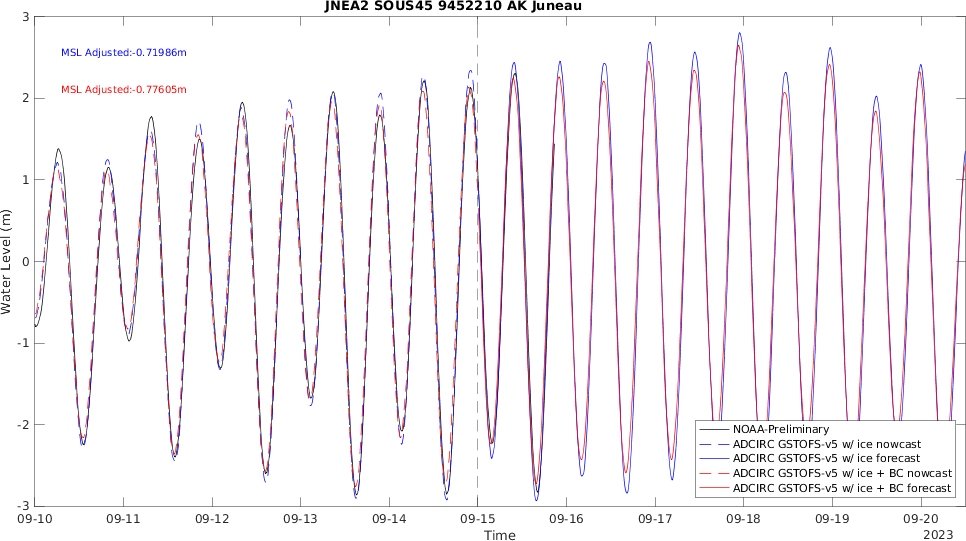 JNEA2 SOUS45 9452210 AK Juneau
MSL Adjusted:-0.71986m
MSL Adjusted:-0.77605m
3
2
1
0
-1
-2
-3
Water Level (m)
NOAA-Preliminary
ADCIRC GSTOFS-v5 w/ ice nowcast
ADCIRC GSTOFS-v5 w/ ice forecast
ADCIRC GSTOFS-v5 w/ ice + BC nowcast
ADCIRC GSTOFS-v5 w/ ice + BC forecast
09-10 09-11 09-12 09-13 09-14 09-15 09-16 09-17 09-18 09-19 09-20
Time
2023